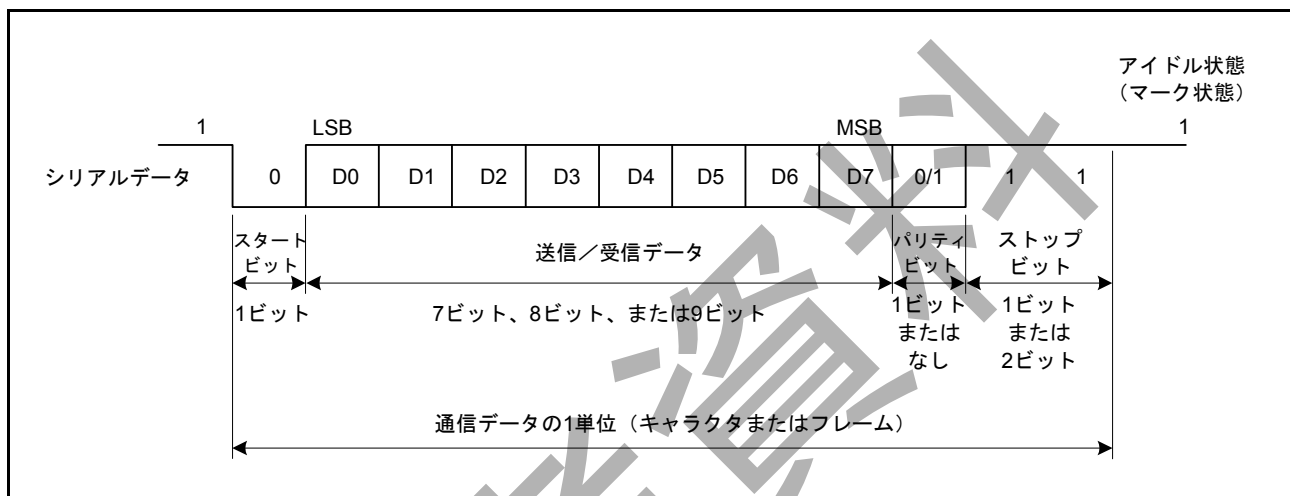 アイドル状態
（マーク状態）
1
LSB
MSB
1
シリアルデータ
0
D0
D1
D2
D3
D4
D5
D6
D7
0/1
1
1
スタート
ビット
送信／受信データ
パリティ
ビット
ストップ
ビット
1ビット
7ビット、8ビット、または9ビット
1ビット
または
なし
1ビット
または
2ビット
通信データの1単位（キャラクタまたはフレーム）
資料